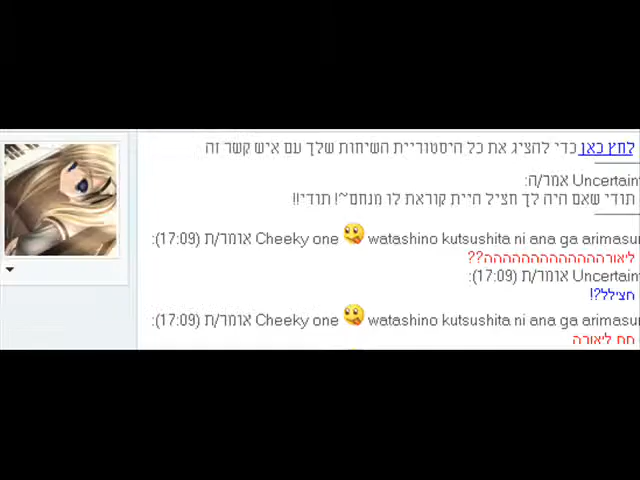 לחץ כאן כדי להציג את כל היסטוריית השיחות שלך עם איש קשר זה
Uncertain אמר/ה:
תודי שאם היה לך חציל היית קוראת לו מנחם~! תודי!!
watashino kutsushita ni ana ga arimasu Cheeky one אומר/ת (17:09):
ליאורהההההההההההההה??
Uncertain אומר/ת (17:09):
חצילל?!
watashino kutsushita ni ana ga arimasu Cheeky one אומר/ת (17:09):
חח ליאורה